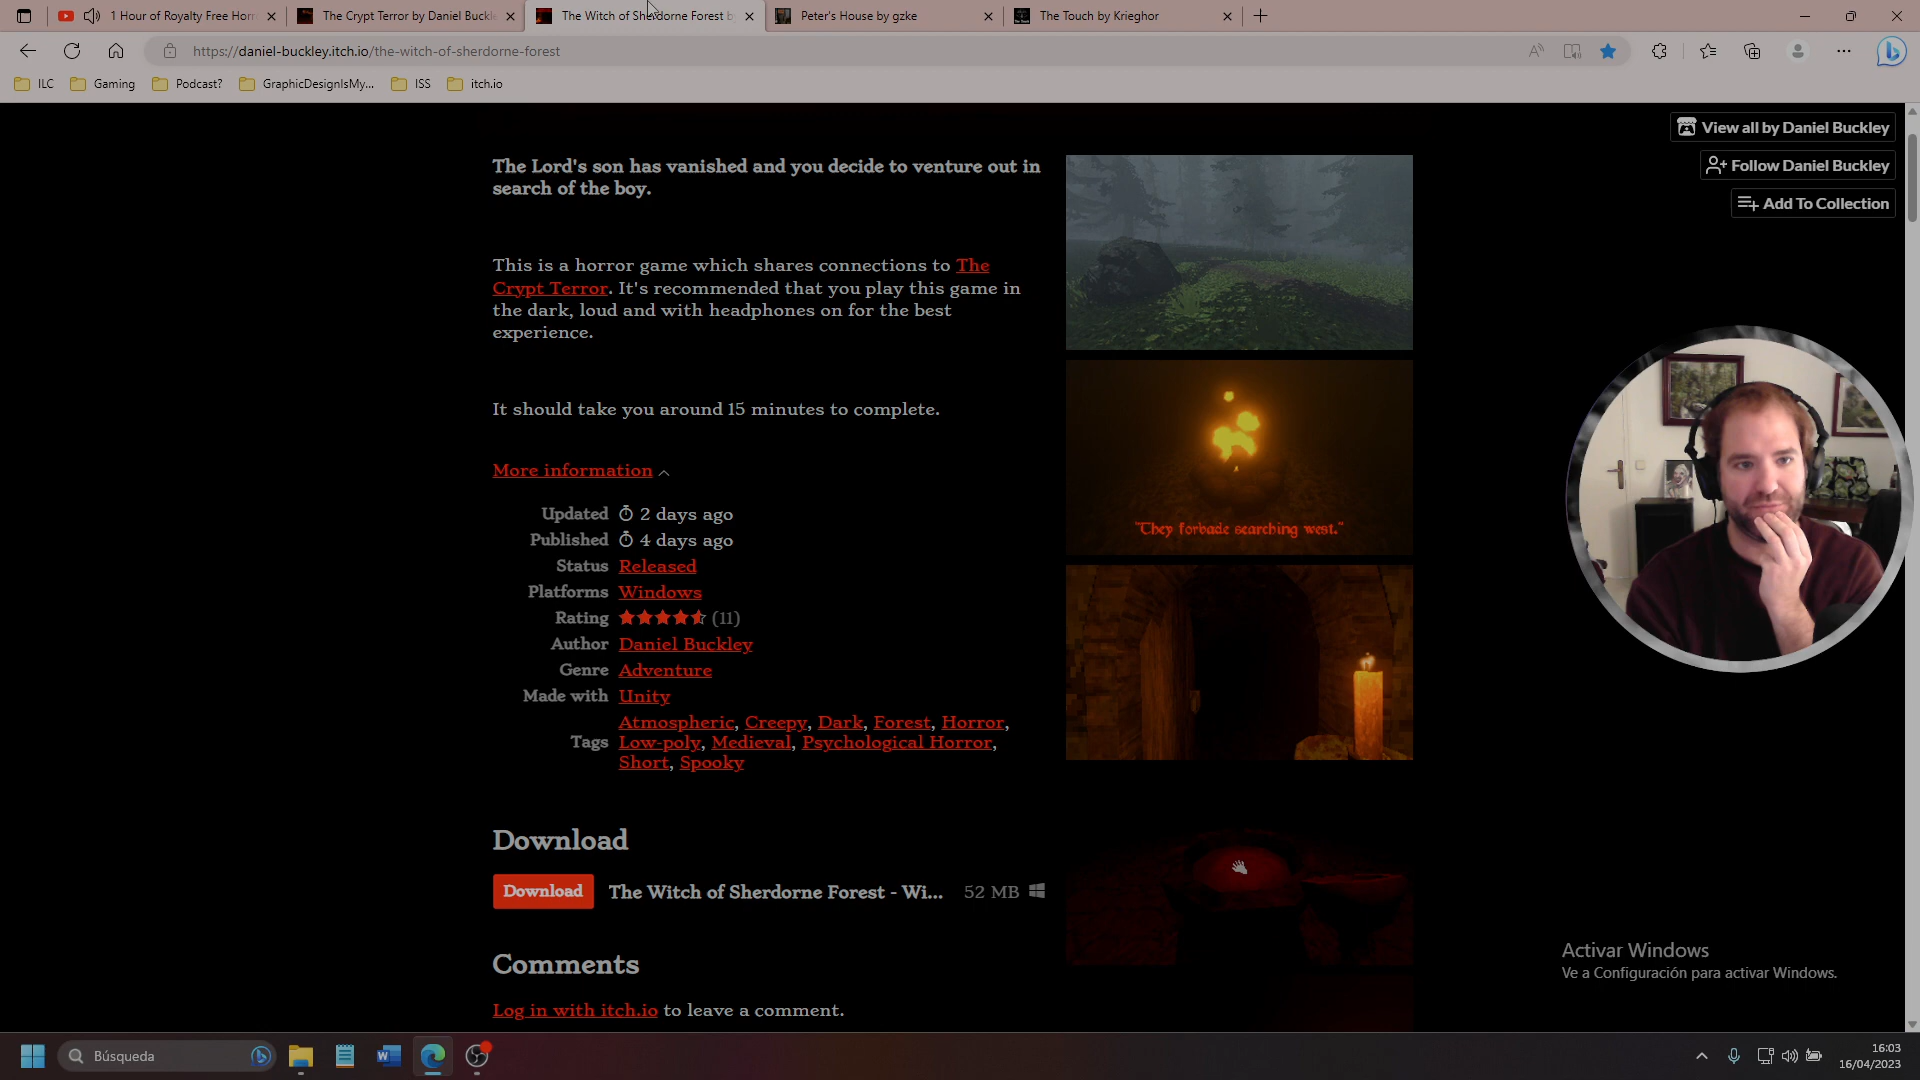 1 Hour of Royalty Free Horr
The Crypt Terror by Daniel Buckle
The Witch of Sherdorne Forest b
Peter's House by gzke
The Touch by Krieghor
https://daniel-buckley.itch.io/the-witch-of-sherdorne-forest
ILC
Gaming
Podcast?
GraphicDesignIsMy...
ISS
itch.io
View all by Daniel Buckley
Follow Daniel Buckley
Add To Collection
The Lord's son has vanished and you decide to venture out in
search of the boy.
This is a horror game which shares connections to The
Crypt Terror. It's recommended that you play this game in
the dark, loud and with headphones on for the best
experience.
It should take you around 15 minutes to complete.
More information
Updated 2 days ago
Published 4 days ago
Status Released
Platforms Windows
Rating (11)
Author Daniel Buckley
Genre Adventure
Made with Unity
Tags Atmospheric, Creepy, Dark, Forest, Horror,
Low-poly, Medieval, Psychological Horror,
Short, Spooky
"They forbade searching west."
Download
Download The Witch of Sherdorne Forest - Wi... 52 MB
Comments
Log in with itch.io to leave a comment.
Activar Windows
Ve a Configuración para activar Windows.
Búsqueda
16:03
16/04/2023